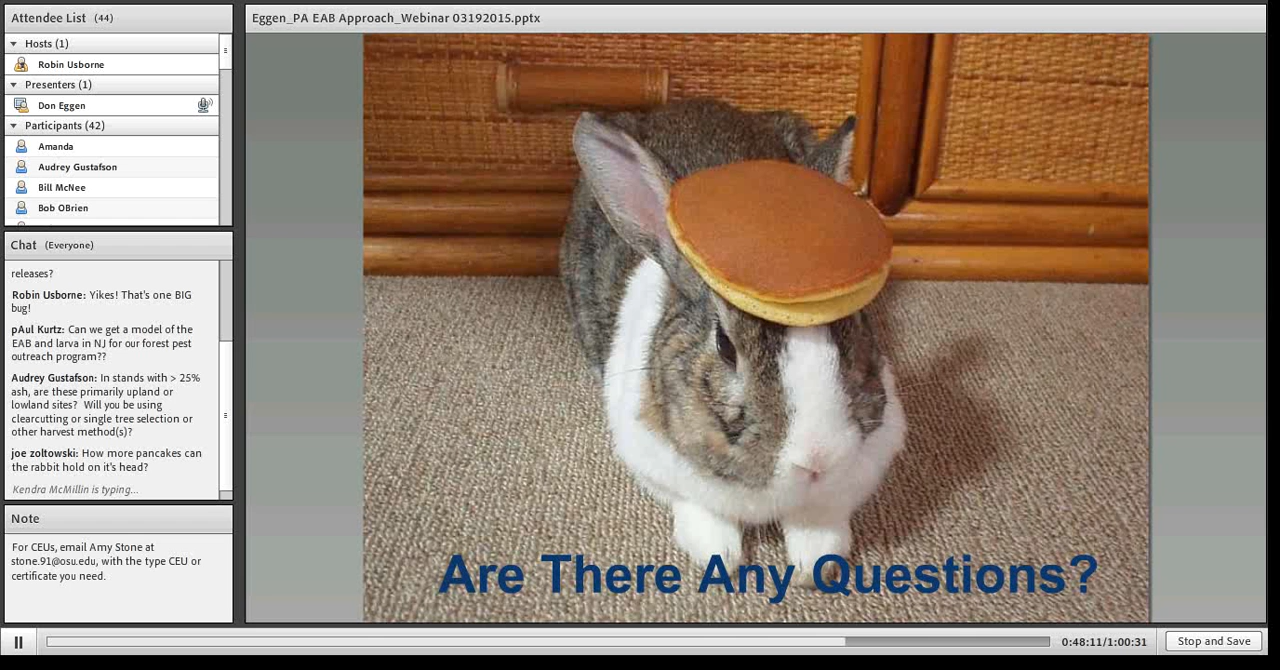 Attendee List (44)
Hosts (1)
Robin Usborne
Presenters (1)
Don Eggen
Participants (42)
Amanda
Audrey Gustafson
Bill McNee
Bob OBrien
Chat (Everyone)
releases?
Robin Usborne: Yikes! That's one BIG
bug!
pAul Kurtz: Can we get a model of the
EAB and larva in NJ for our forest pest
outreach program??
Audrey Gustafson: In stands with > 25%
ash, are these primarily upland or
lowland sites? Will you be using
clearcutting or single tree selection or
other harvest method(s)?
joe zoltowski: How more pancakes can
the rabbit hold on it's head?
Kendra McMillin is typing...
Note
For CEUs, email Amy Stone at
stone.91@osu.edu, with the type CEU or
certificate you need.
Eggen_PA EAB Approach_Webinar 03192015.pptx
Are There Any Questions?
0:48:11/1:00:31
Stop and Save